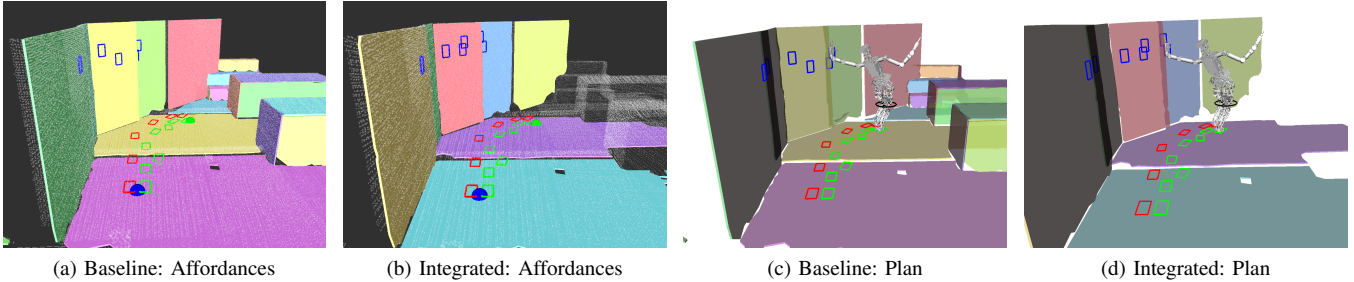 (a) Baseline: Affordances
(b) Integrated: Affordances
(c) Baseline: Plan
(d) Integrated: Plan